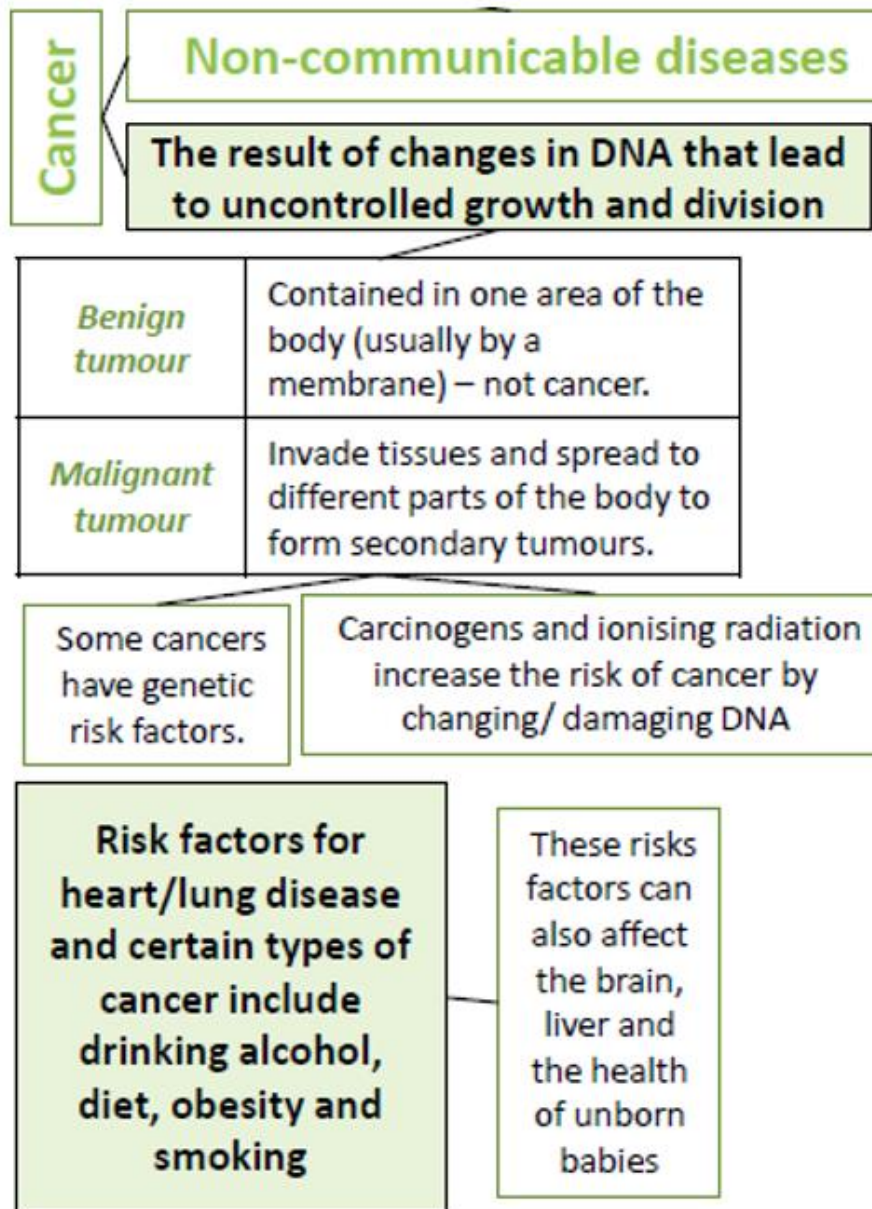 Cancer
Non-communicable diseases
The result of changes in DNA that lead
to uncontrolled growth and division
Benign
tumour
Contained in one area of the
body (usually by a
membrane) – not cancer.
Malignant
tumour
Invade tissues and spread to
different parts of the body to
form secondary tumours.
Some cancers
have genetic
risk factors.
Carcinogens and ionising radiation
increase the risk of cancer by
changing/ damaging DNA
Risk factors for
heart/lung disease
and certain types of
cancer include
drinking alcohol,
diet, obesity and
smoking
These risks
factors can
also affect
the brain,
liver and
the health
of unborn
babies